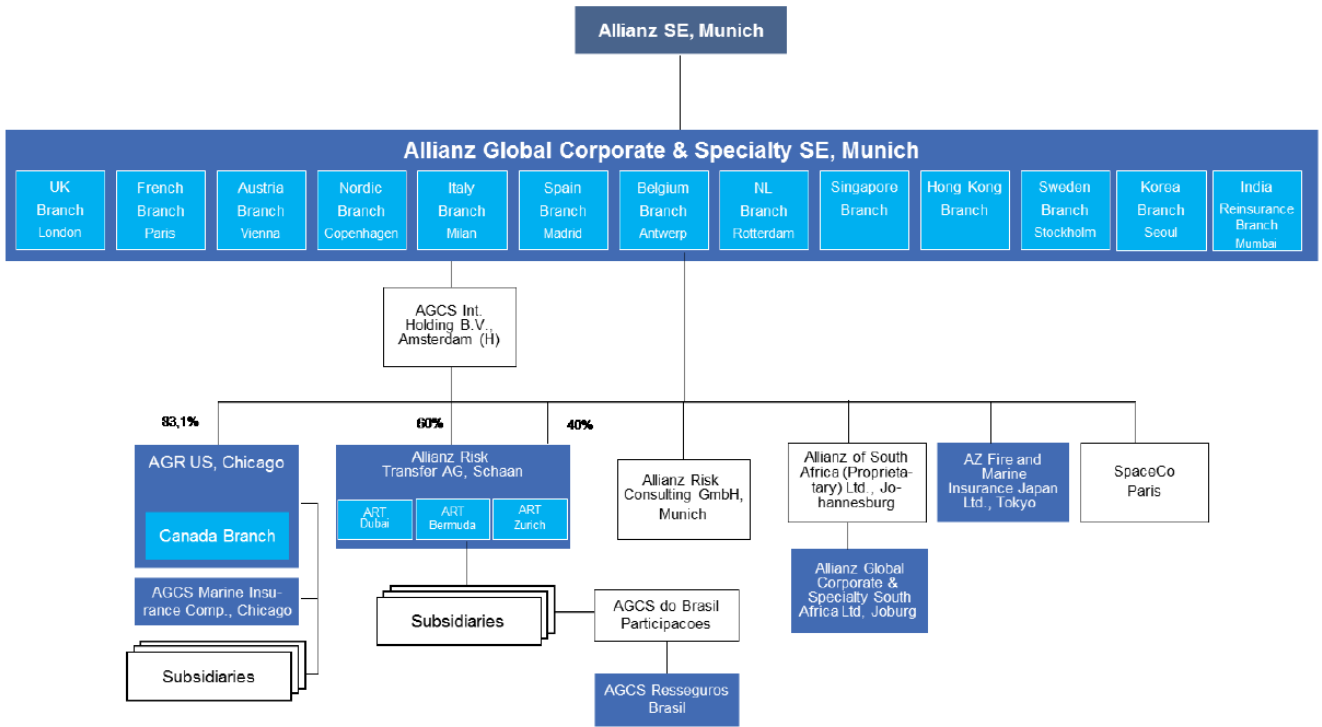 Allianz SE, Munich
Allianz Global Corporate & Specialty SE, Munich
UK
Branch
London
French
Branch
Paris
Austria
Branch
Vienna
Nordic
Branch
Copenhagen
Italy
Branch
Milan
Spain
Branch
Madrid
Belgium
Branch
Antwerp
NL
Branch
Rotterdam
Singapore
Branch
Hong Kong
Branch
Sweden
Branch
Stockholm
Korea
Branch
Seoul
India
Reinsurance
Branch
Mumbai
AGCS Int.
Holding B.V.,
Amsterdam (H)
83,1%
60%
40%
AGR US, Chicago
Canada Branch
AGCS Marine Insu-
rance Comp., Chicago
Subsidiaries
Allianz Risk
Transfer AG, Schaan
ART
Dubai
ART
Bermuda
ART
Zurich
Subsidiaries
AGCS do Brasil
Participacoes
AGCS Resseguros
Brasil
Allianz Risk
Consulting GmbH,
Munich
Allianz of South
Africa (Proprieta-
tary) Ltd., Jo-
hannesburg
Allianz Global
Corporate &
Specialty South
Africa Ltd, Joburg
AZ Fire and
Marine
Insurance Japan
Ltd., Tokyo
SpaceCo
Paris